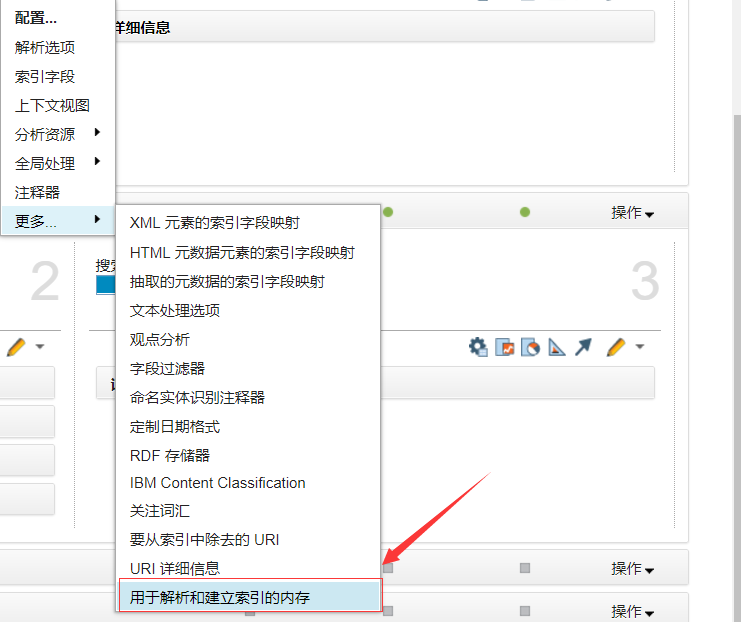 配置...
解析选项
索引字段
上下文视图
分析资源
全局处理
注释器
更多...
详细信息
操作
XML 元素的索引字段映射
HTML 元数据元素的索引字段映射
抽取的元数据的索引字段映射
文本处理选项
观点分析
字段过滤器
命名实体识别注释器
定制日期格式
RDF 存储器
IBM Content Classification
关注词汇
要从索引中除去的 URI
URI 详细信息
用于解析和建立索引的内存
2
搜
3
操作
操作